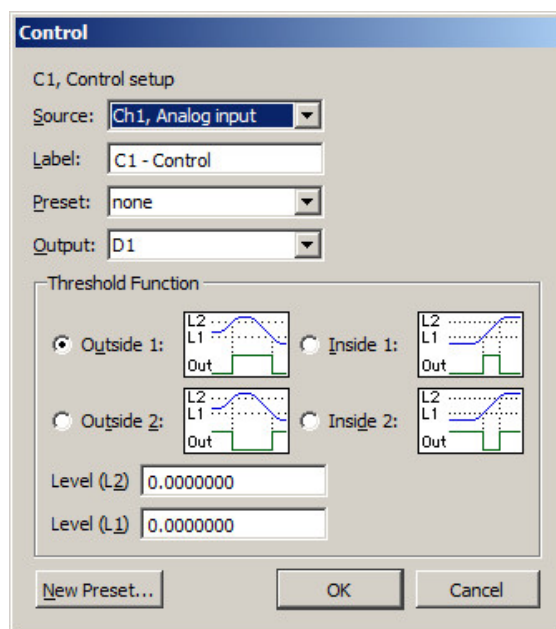 Control
C1, Control setup
Source: Ch1, Analog input
Label: C1 - Control
Preset: none
Output: D1
Threshold Function
Outside 1: L2 L1 Out Inside 1: L2 L1 Out
Outside 2: L2 L1 Out Inside 2: L2 L1 Out
Level (L2) 0.0000000
Level (L1) 0.0000000
New Preset... OK Cancel